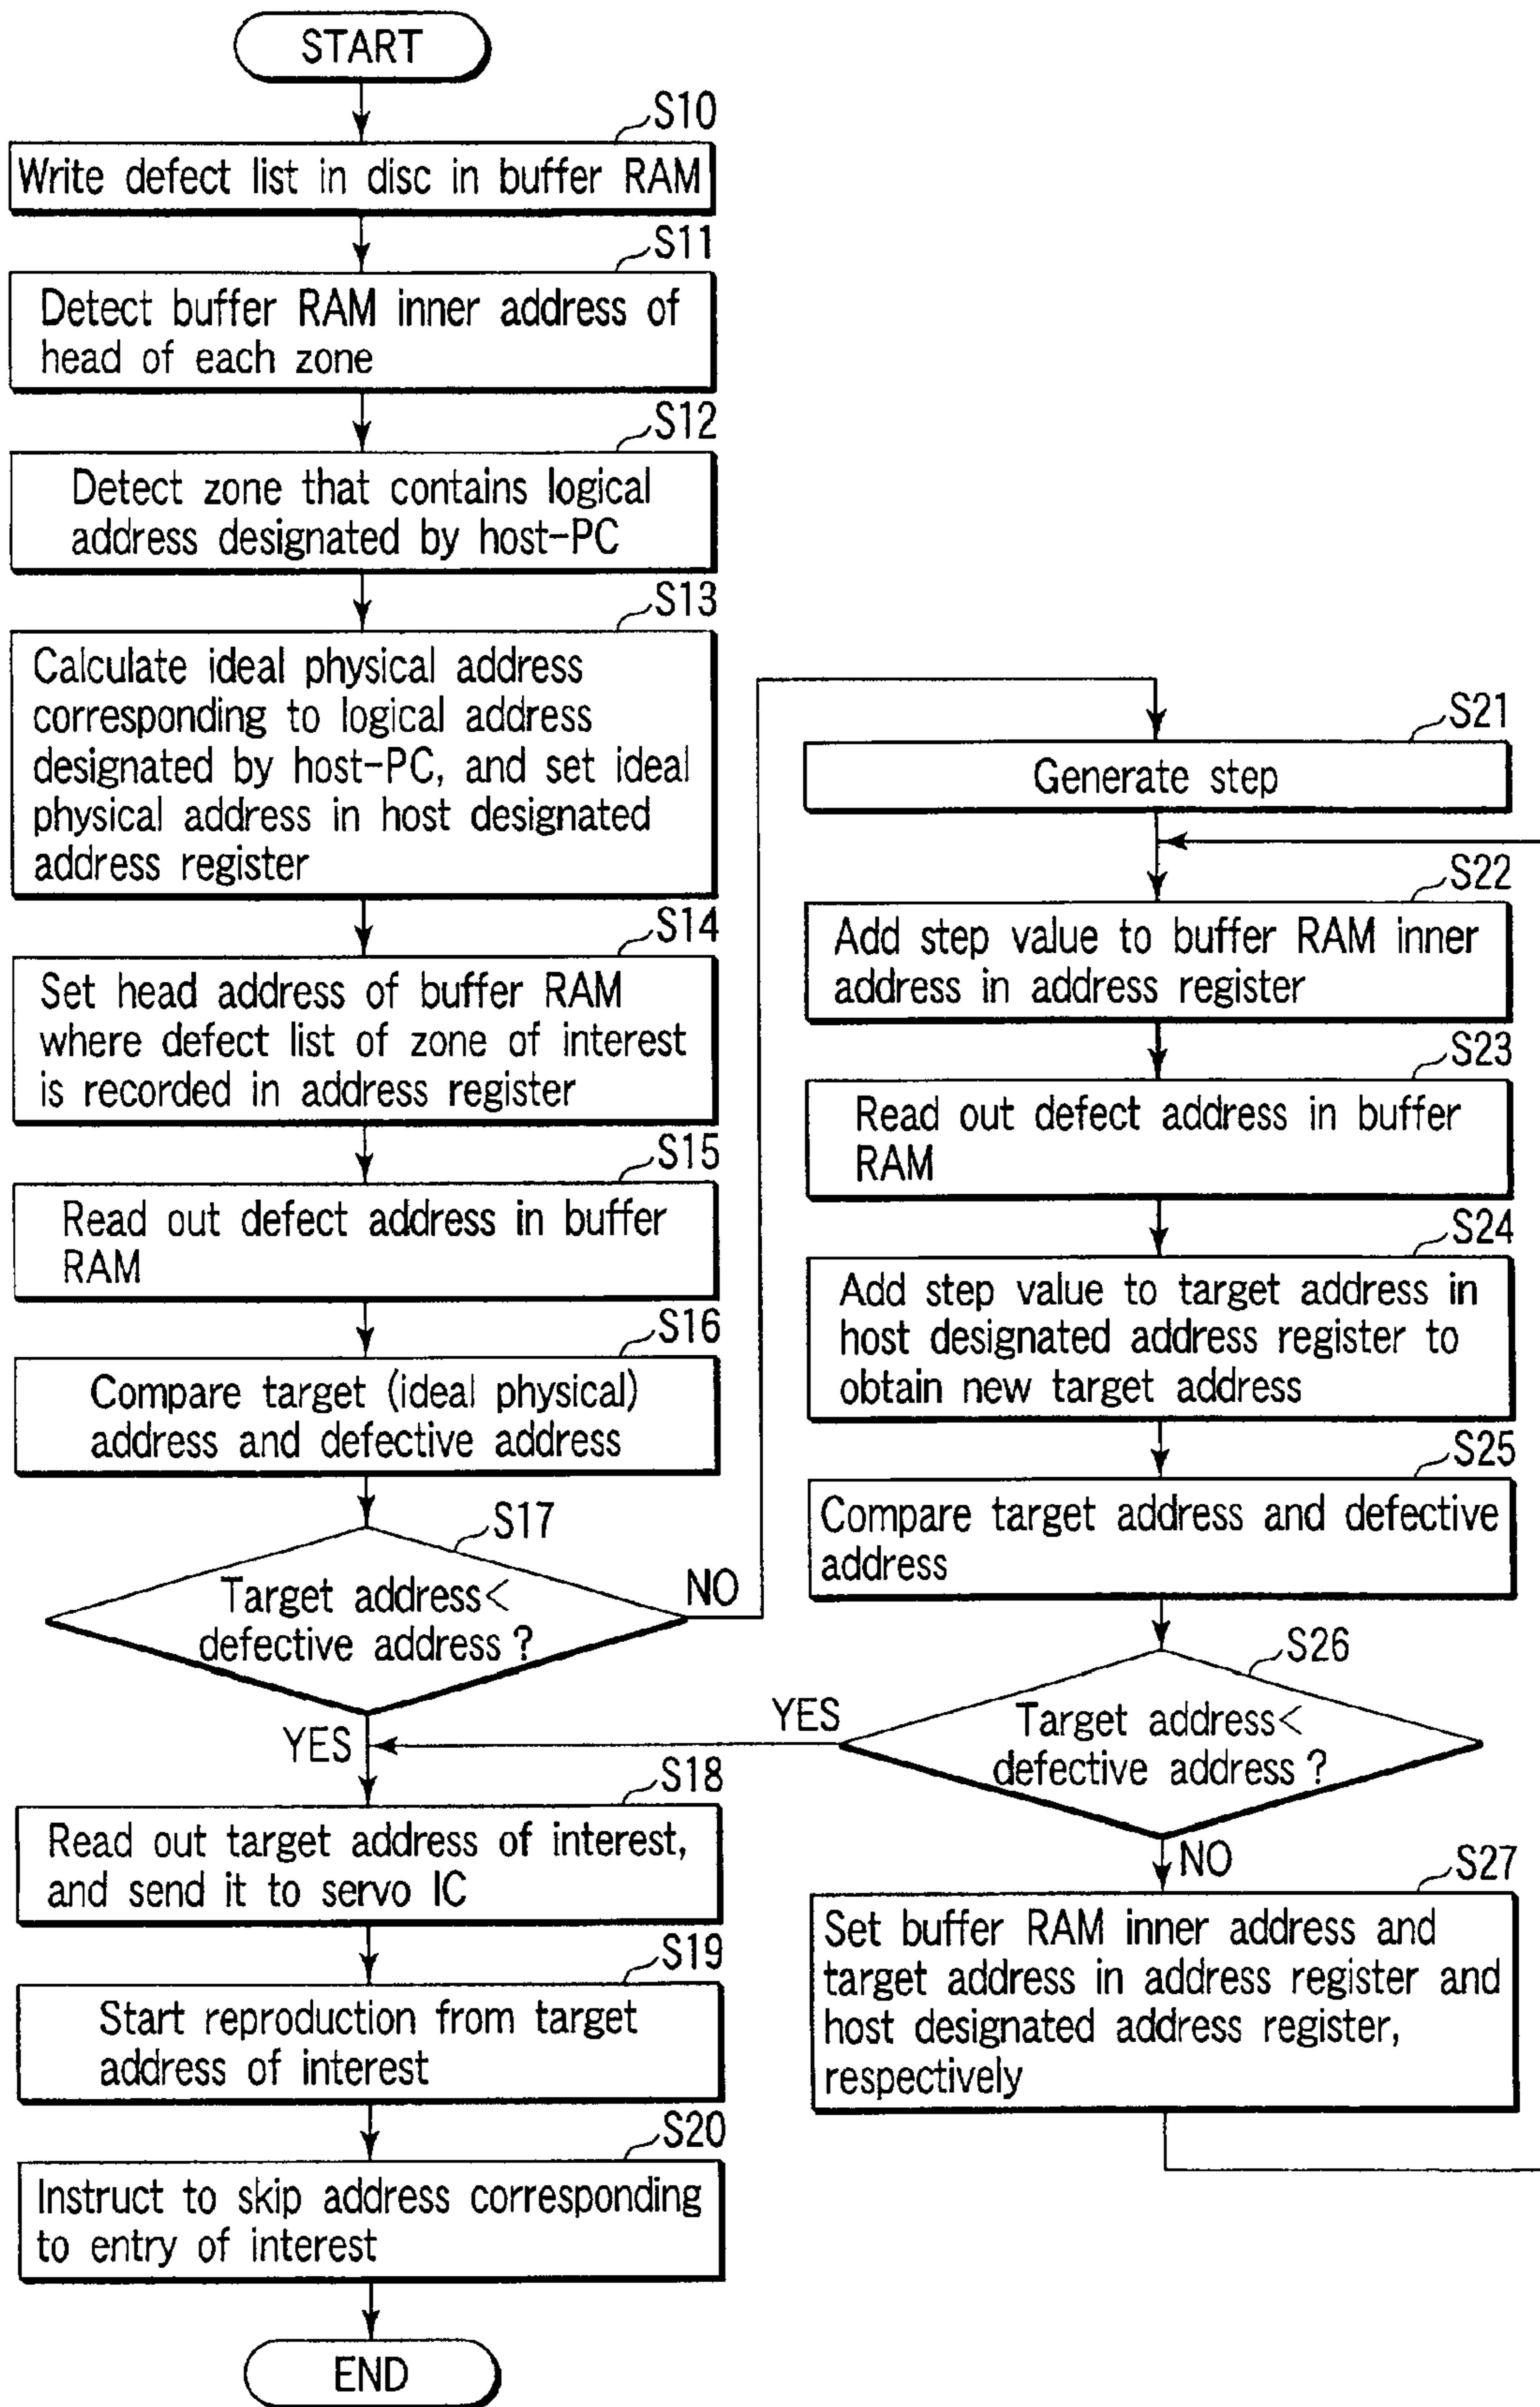 START
S10
Write defect list in disc in buffer RAM
S11
Detect buffer RAM inner address of
head of each zone
S12
Detect zone that contains logical
address designated by host-PC
S13
Calculate ideal physical address
corresponding to logical address
designated by host-PC, and set ideal
physical address in host designated
address register
S14
Set head address of buffer RAM
where defect list of zone of interest
is recorded in address register
S15
Read out defect address in buffer
RAM
S16
Compare target (ideal physical)
address and defective address
S17
Target address<
defective address?
NO
YES
S18
Read out target address of interest,
and send it to servo IC
S19
Start reproduction from target
address of interest
S20
Instruct to skip address corresponding
to entry of interest
END
S21
Generate step
S22
Add step value to buffer RAM inner
address in address register
S23
Read out defect address in buffer
RAM
S24
Add step value to target address in
host designated address register to
obtain new target address
S25
Compare target address and defective
address
S26
Target address<
defective address?
YES
NO
S27
Set buffer RAM inner address and
target address in address register and
host designated address register,
respectively